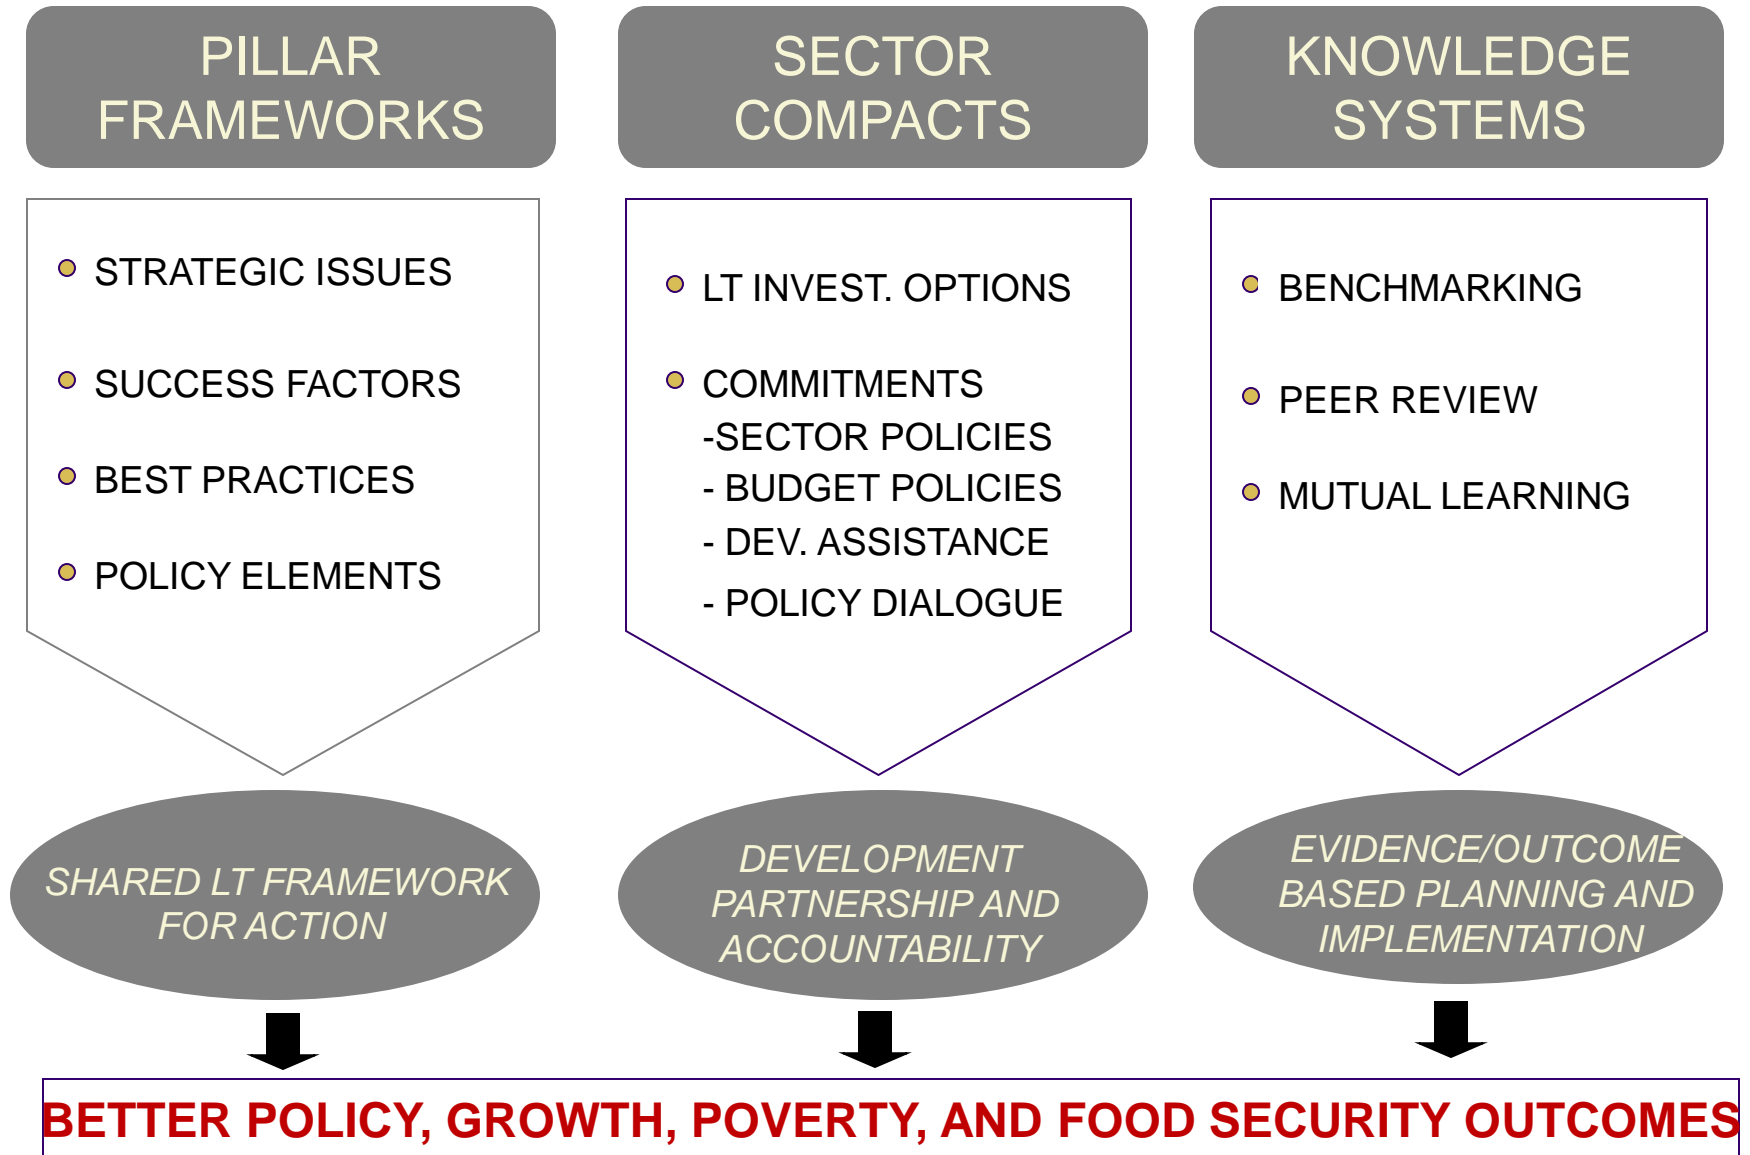 PILLAR
FRAMEWORKS
STRATEGIC ISSUES
SUCCESS FACTORS
BEST PRACTICES
POLICY ELEMENTS
SHARED LT FRAMEWORK
FOR ACTION
SECTOR
COMPACTS
LT INVEST. OPTIONS
COMMITMENTS
-SECTOR POLICIES
- BUDGET POLICIES
- DEV. ASSISTANCE
- POLICY DIALOGUE
DEVELOPMENT
PARTNERSHIP AND
ACCOUNTABILITY
KNOWLEDGE
SYSTEMS
BENCHMARKING
PEER REVIEW
MUTUAL LEARNING
EVIDENCE/OUTCOME
BASED PLANNING AND
IMPLEMENTATION
BETTER POLICY, GROWTH, POVERTY, AND FOOD SECURITY OUTCOMES